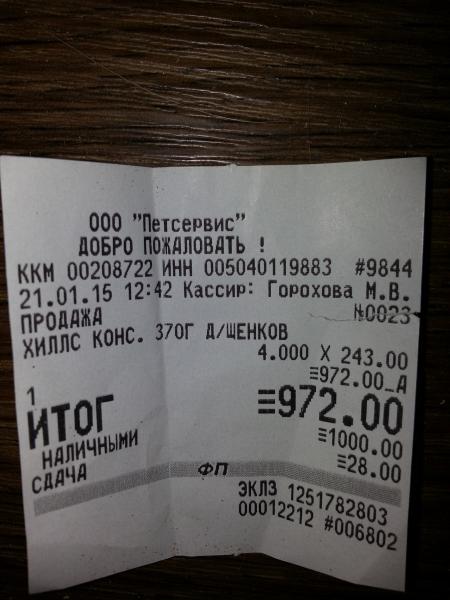 ООО "Петсервис"
ДОБРО ПОЖАЛОВАТЬ !
ККМ 00208722 ИНН 005040119883 #9844
21.01.15 12:42 Кассир: Горохова М.В.
ПРОДАЖА №0023
ХИЛЛС КОНС. 370Г Д/ЩЕНКОВ
4.000 X 243.00
1 ≡972.00_А
ИТОГ ≡972.00
НАЛИЧНЫМИ ≡1000.00
СДАЧА ≡28.00
ФП
ЭКЛЗ 1251782803
00012212 #006802